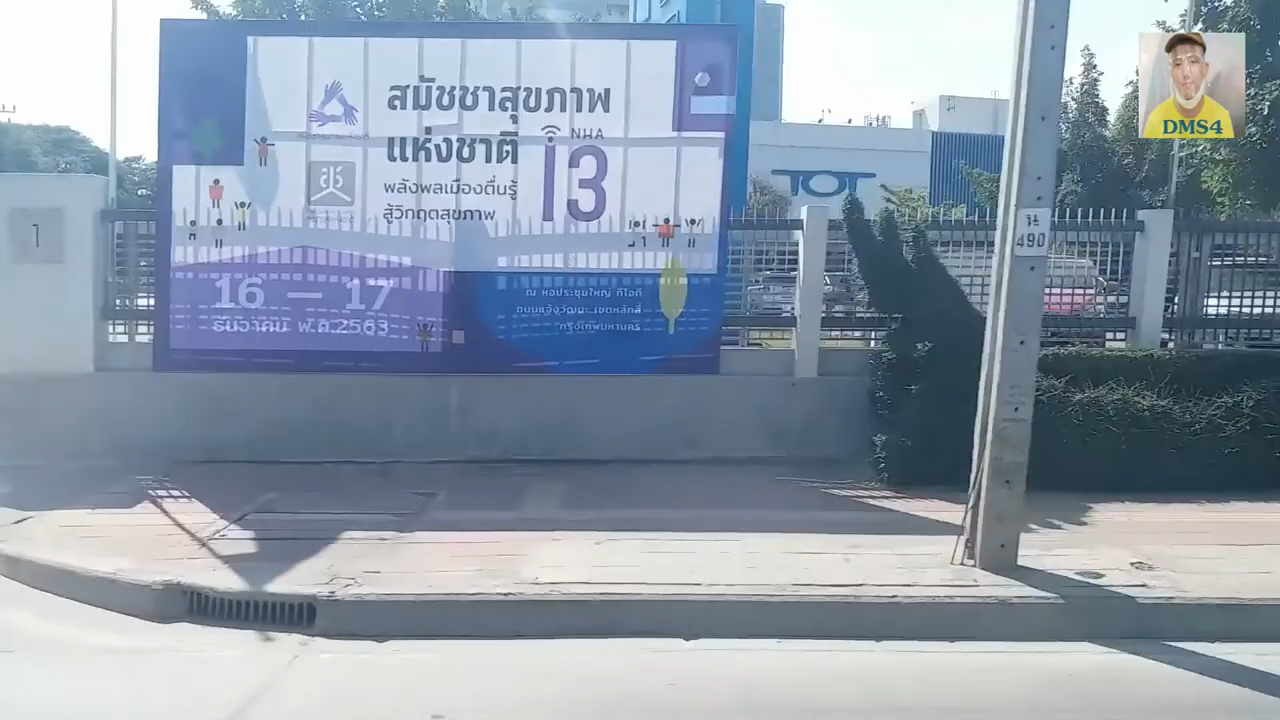 DMS4
สมัชชาสุขภาพ
แห่งชาติ
NHA
13
พลังพลเมืองตื่นรู้
สู้วิกฤตสุขภาพ
TOT
1
490
16 — 17
ธันวาคม พ.ศ.2563
ณ หอประชุมใหญ่ ทีโอที
ถนนแจ้งวัฒนะ เขตหลักสี่
กรุงเทพมหานคร